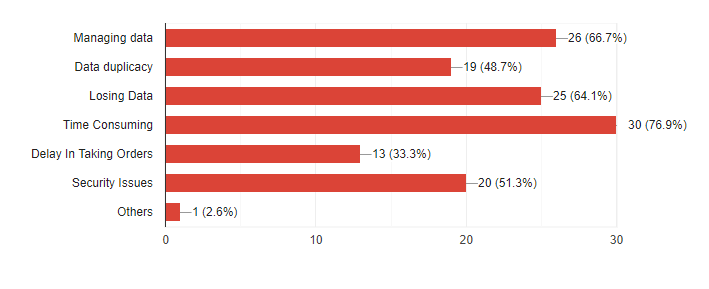 Managing data 26 (66.7%)
Data duplicacy 19 (48.7%)
Losing Data 25 (64.1%)
Time Consuming 30 (76.9%)
Delay In Taking Orders 13 (33.3%)
Security Issues 20 (51.3%)
Others 1 (2.6%)
0 10 20 30